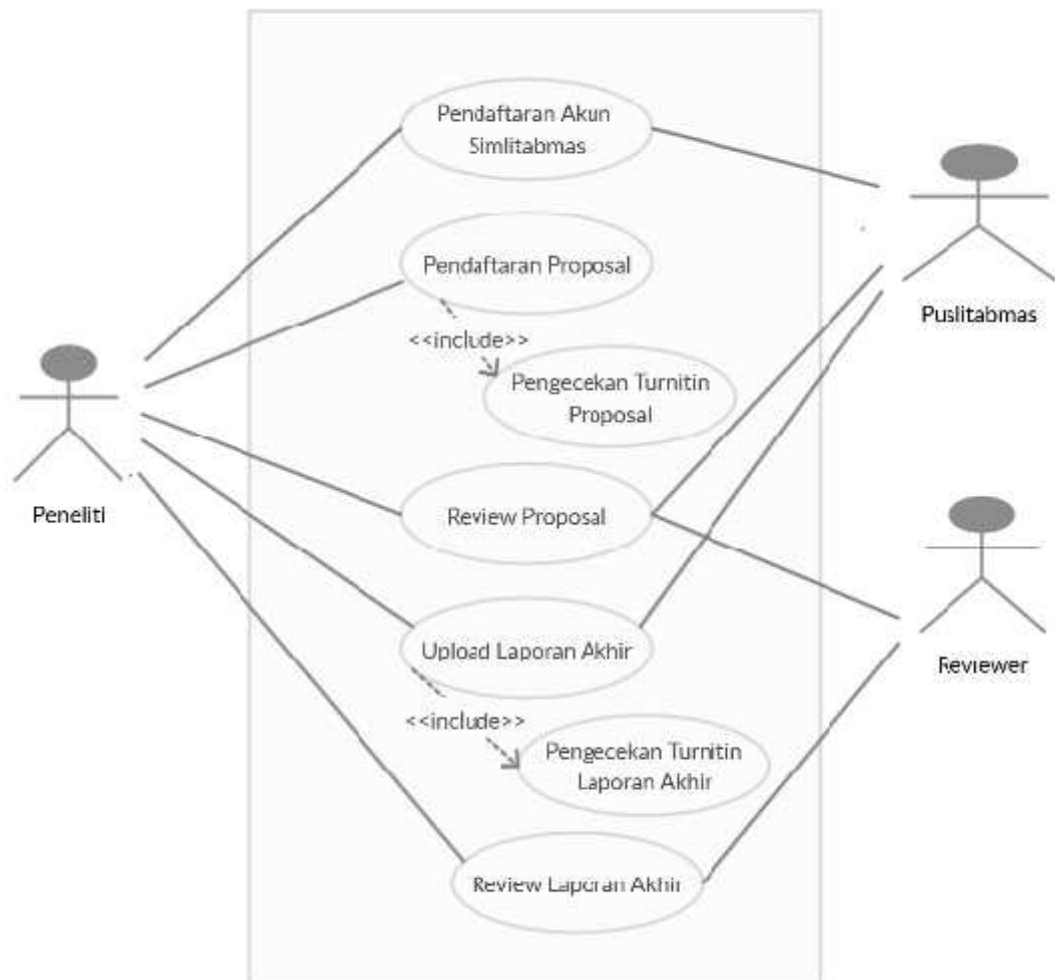 Pendaftaran Akun
Simlitabmas
Pendaftaran Proposal
<<include>>
Puslitabmas
Pengecekan Turnitin
Proposal
Peneliti
Review Proposal
Upload Laporan Akhir
Reviewer
<<include>>
Pengecekan Turnitin
Laporan Akhir
Review Laporan Akhir